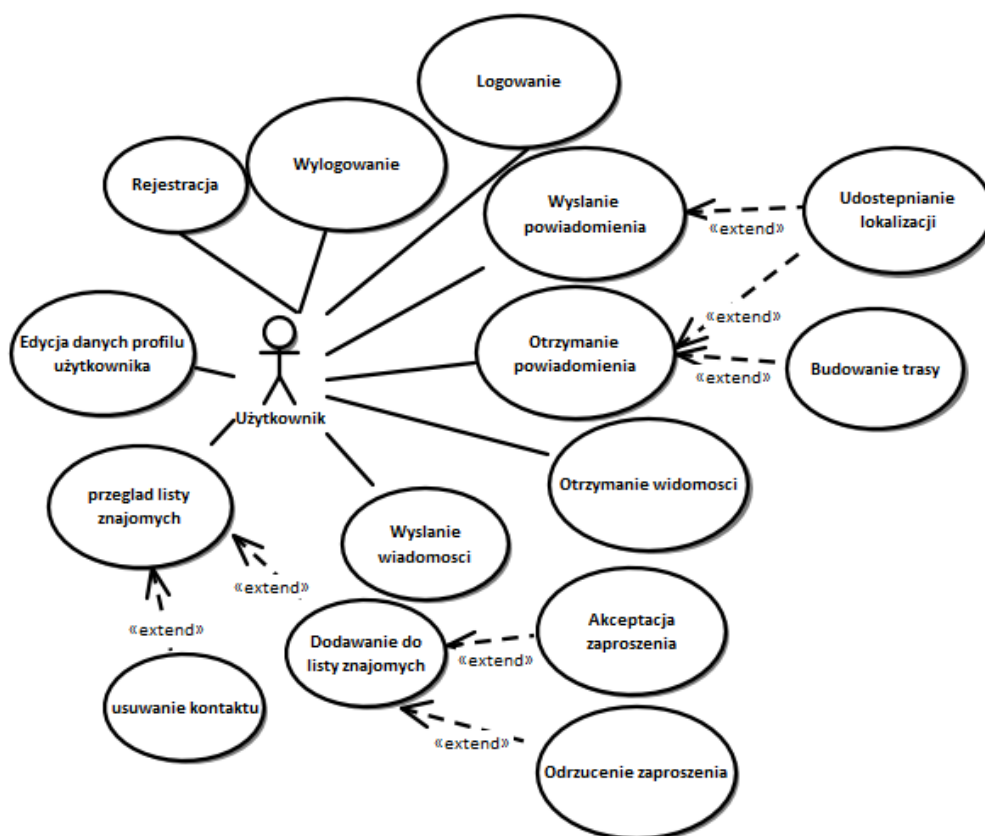 Logowanie
Wylogowanie
Rejestracja
Wyslanie
powiadomienia
«extend»
Udostepnianie
lokalizacji
Edycja danych profilu
użytkownika
Użytkownik
Otrzymanie
powiadomienia
«extend»
«extend»
Budowanie trasy
Otrzymanie widomosci
przeglad listy
znajomych
Wyslanie
wiadomosci
«extend»
«extend»
usuwanie kontaktu
Dodawanie do
listy znajomych
«extend»
Akceptacja
zaproszenia
«extend»
Odrzucenie zaproszenia